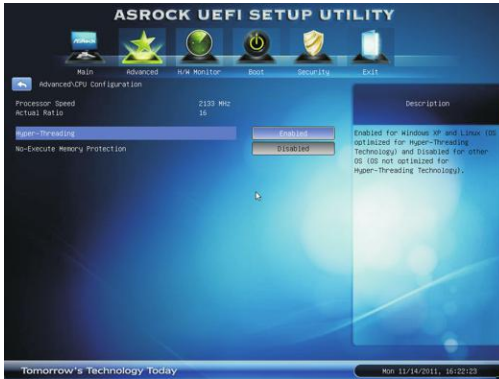 ASROCK UEFI SETUP UTILITY
Main Advanced H/W Monitor Boot Security Exit
Advanced\CPU Configuration
Description
Processor Speed 2133 MHz
Actual Ratio 16
Hyper-Threading Enabled
No-Execute Memory Protection Disabled
Enabled for Windows XP and Linux (OS
optimized for Hyper-Threading
Technology) and Disabled for other
OS (OS not optimized for
Hyper-Threading Technology).
Tomorrow's Technology Today
Mon 11/14/2011, 16:22:23